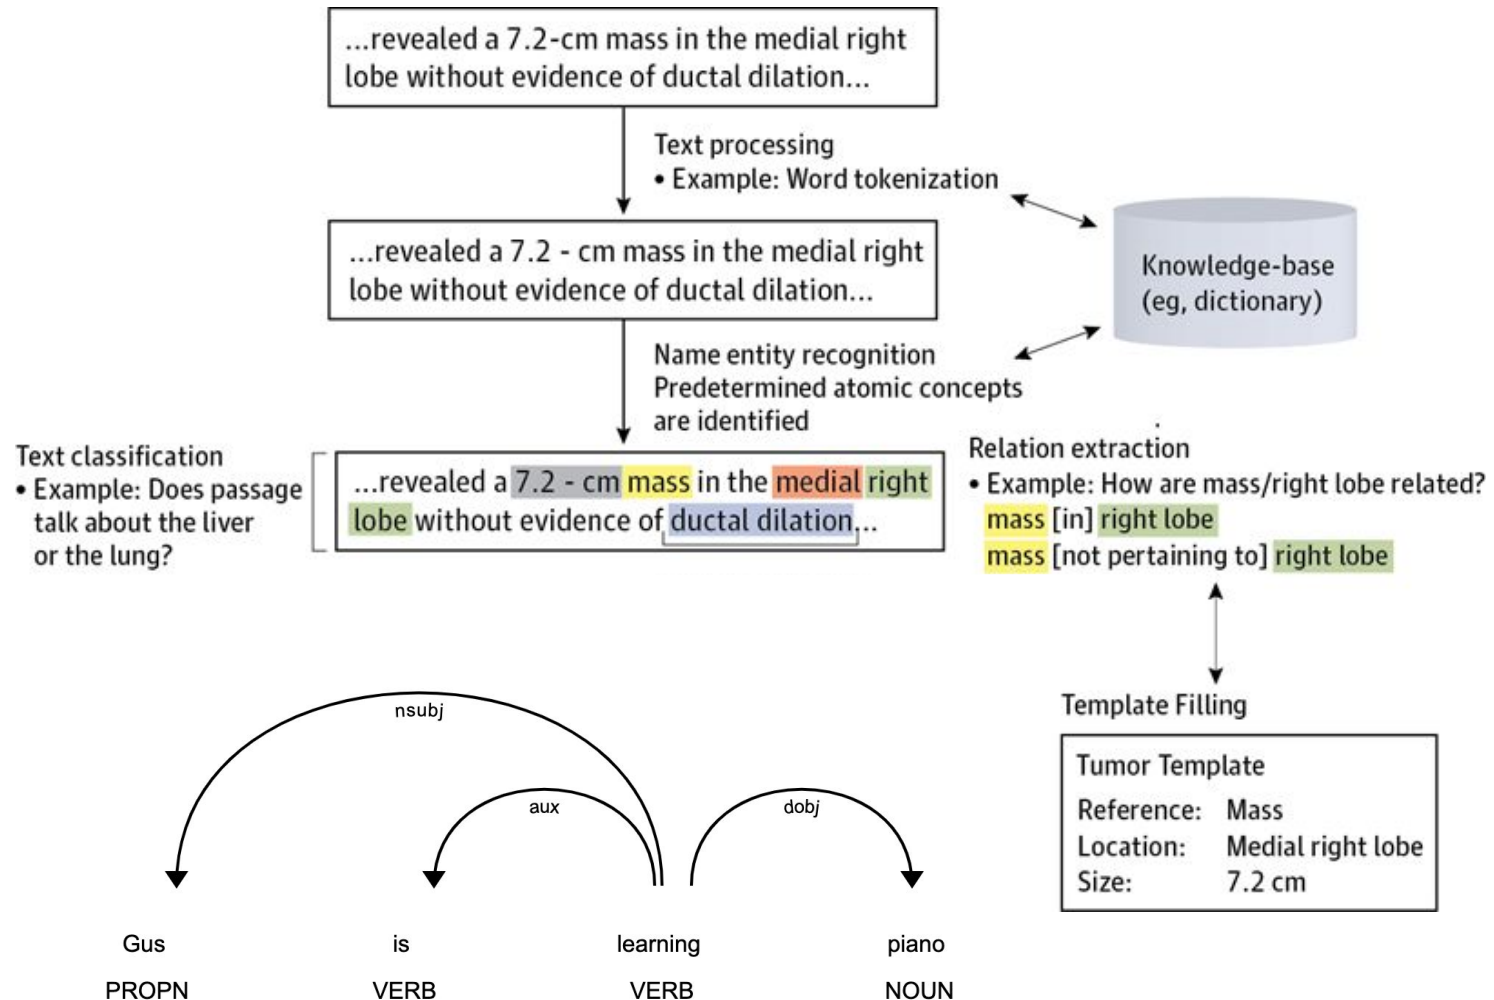 ...revealed a 7.2-cm mass in the medial right
lobe without evidence of ductal dilation...
Text processing
• Example: Word tokenization
...revealed a 7.2 - cm mass in the medial right
lobe without evidence of ductal dilation...
Knowledge-base
(eg, dictionary)
Name entity recognition
Predetermined atomic concepts
are identified
Text classification
• Example: Does passage
talk about the liver
or the lung?
...revealed a 7.2 - cm mass in the medial right
lobe without evidence of ductal dilation...
Relation extraction
• Example: How are mass/right lobe related?
mass [in] right lobe
mass [not pertaining to] right lobe
Template Filling
Tumor Template
Reference: Mass
Location: Medial right lobe
Size: 7.2 cm
nsubj
aux
dobj
Gus is learning piano
PROPN VERB VERB NOUN